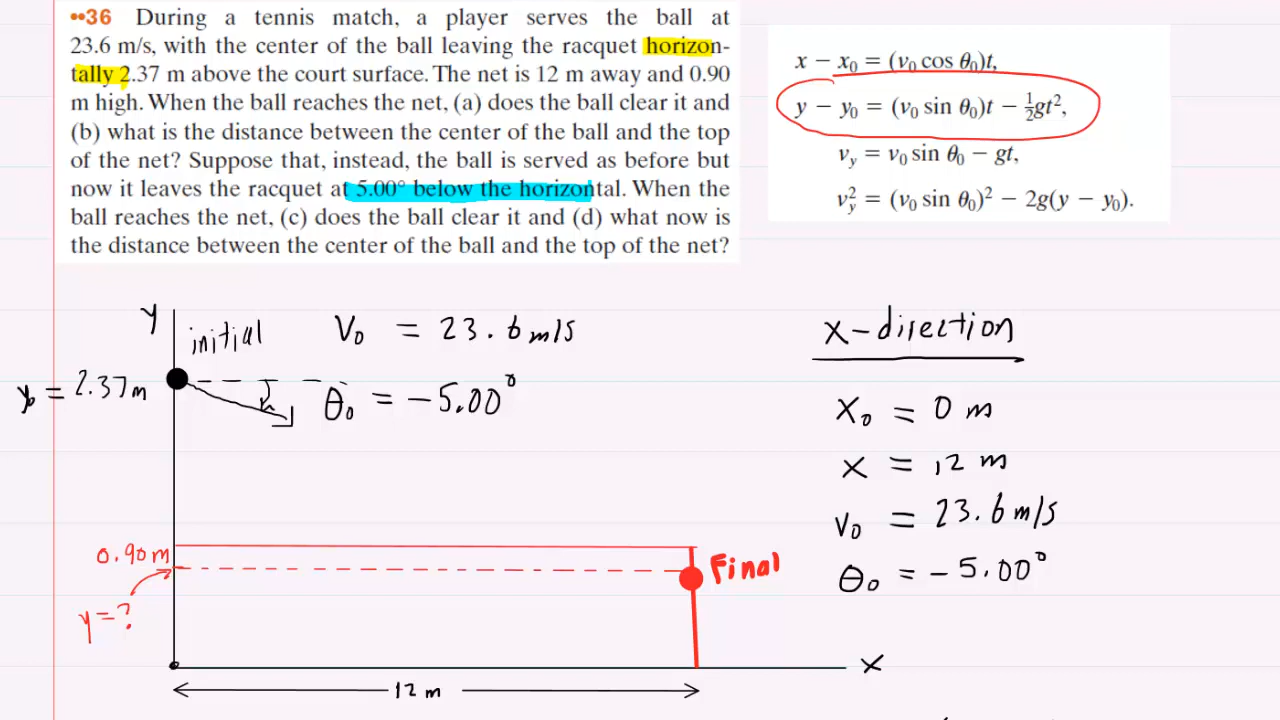 ••36 During a tennis match, a player serves the ball at
23.6 m/s, with the center of the ball leaving the racquet horizon-
tally 2.37 m above the court surface. The net is 12 m away and 0.90
m high. When the ball reaches the net, (a) does the ball clear it and
(b) what is the distance between the center of the ball and the top
of the net? Suppose that, instead, the ball is served as before but
now it leaves the racquet at 5.00° below the horizontal. When the
ball reaches the net, (c) does the ball clear it and (d) what now is
the distance between the center of the ball and the top of the net?
x − x₀ = (v₀ cos θ₀)t,
y − y₀ = (v₀ sin θ₀)t − ½gt²,
v_y = v₀ sin θ₀ − gt,
v_y² = (v₀ sin θ₀)² − 2g(y − y₀).
y
initial
V₀ = 23.6 m/s
y₀ = 2.37 m
θ₀ = −5.00°
0.90 m
Final
y = ?
x
12 m
x-direction
x₀ = 0 m
x = 12 m
v₀ = 23.6 m/s
θ₀ = −5.00°